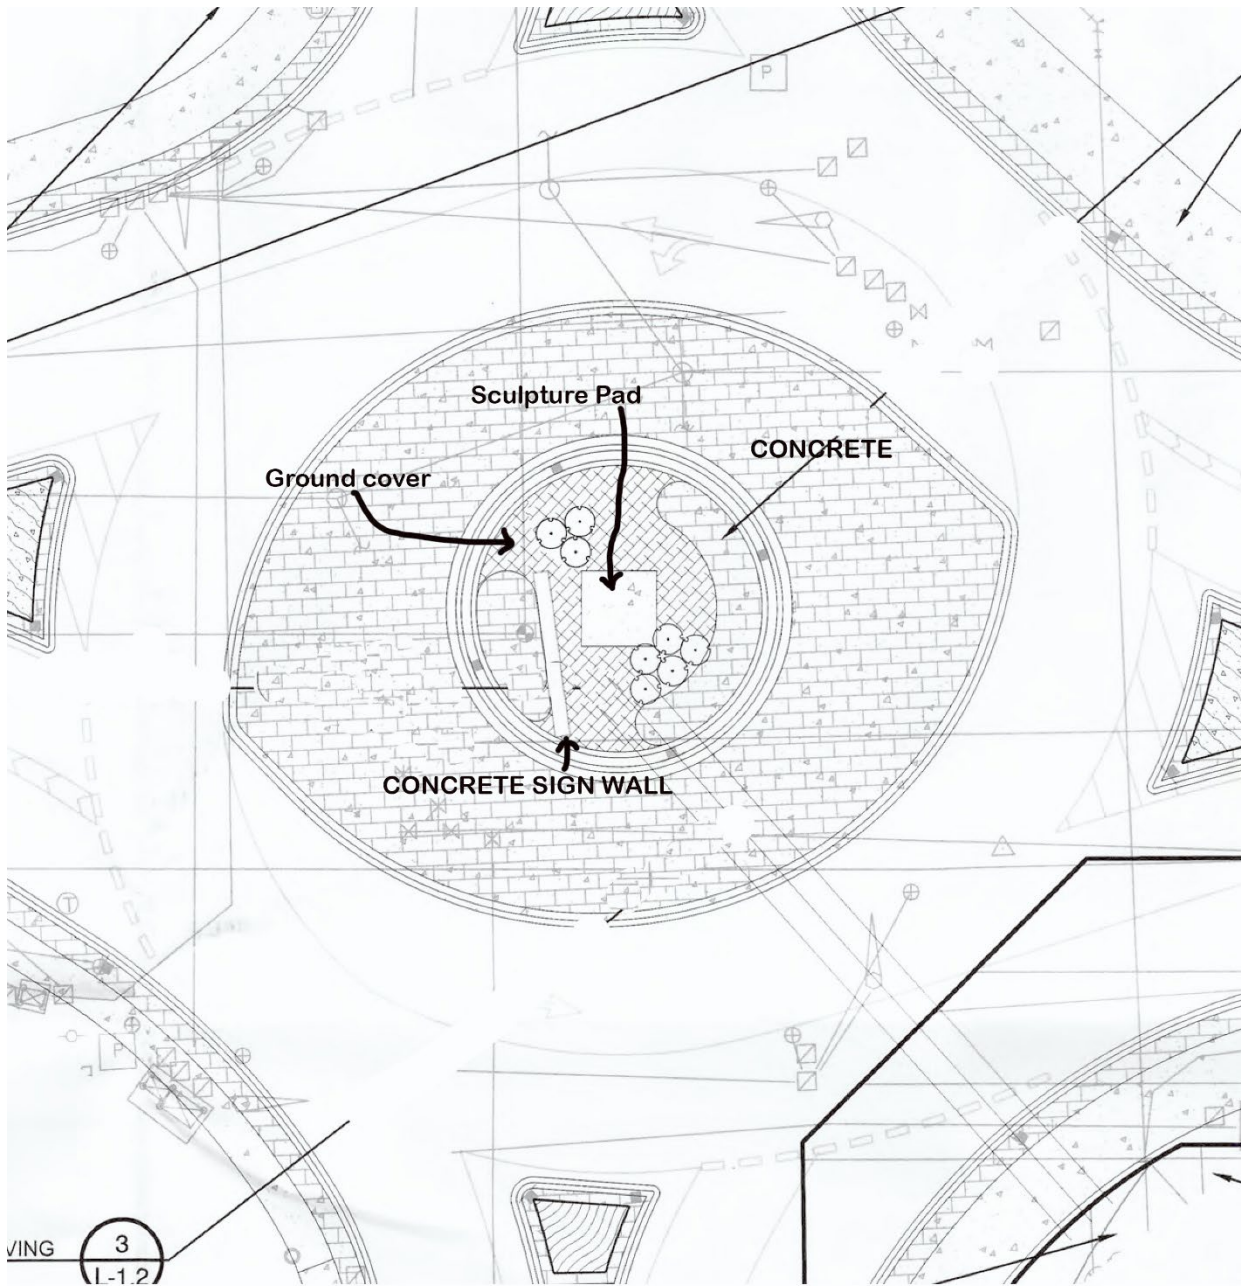 P
Sculpture Pad
CONCRETE
Ground cover
CONCRETE SIGN WALL
T
P
VING
3
L-1.2